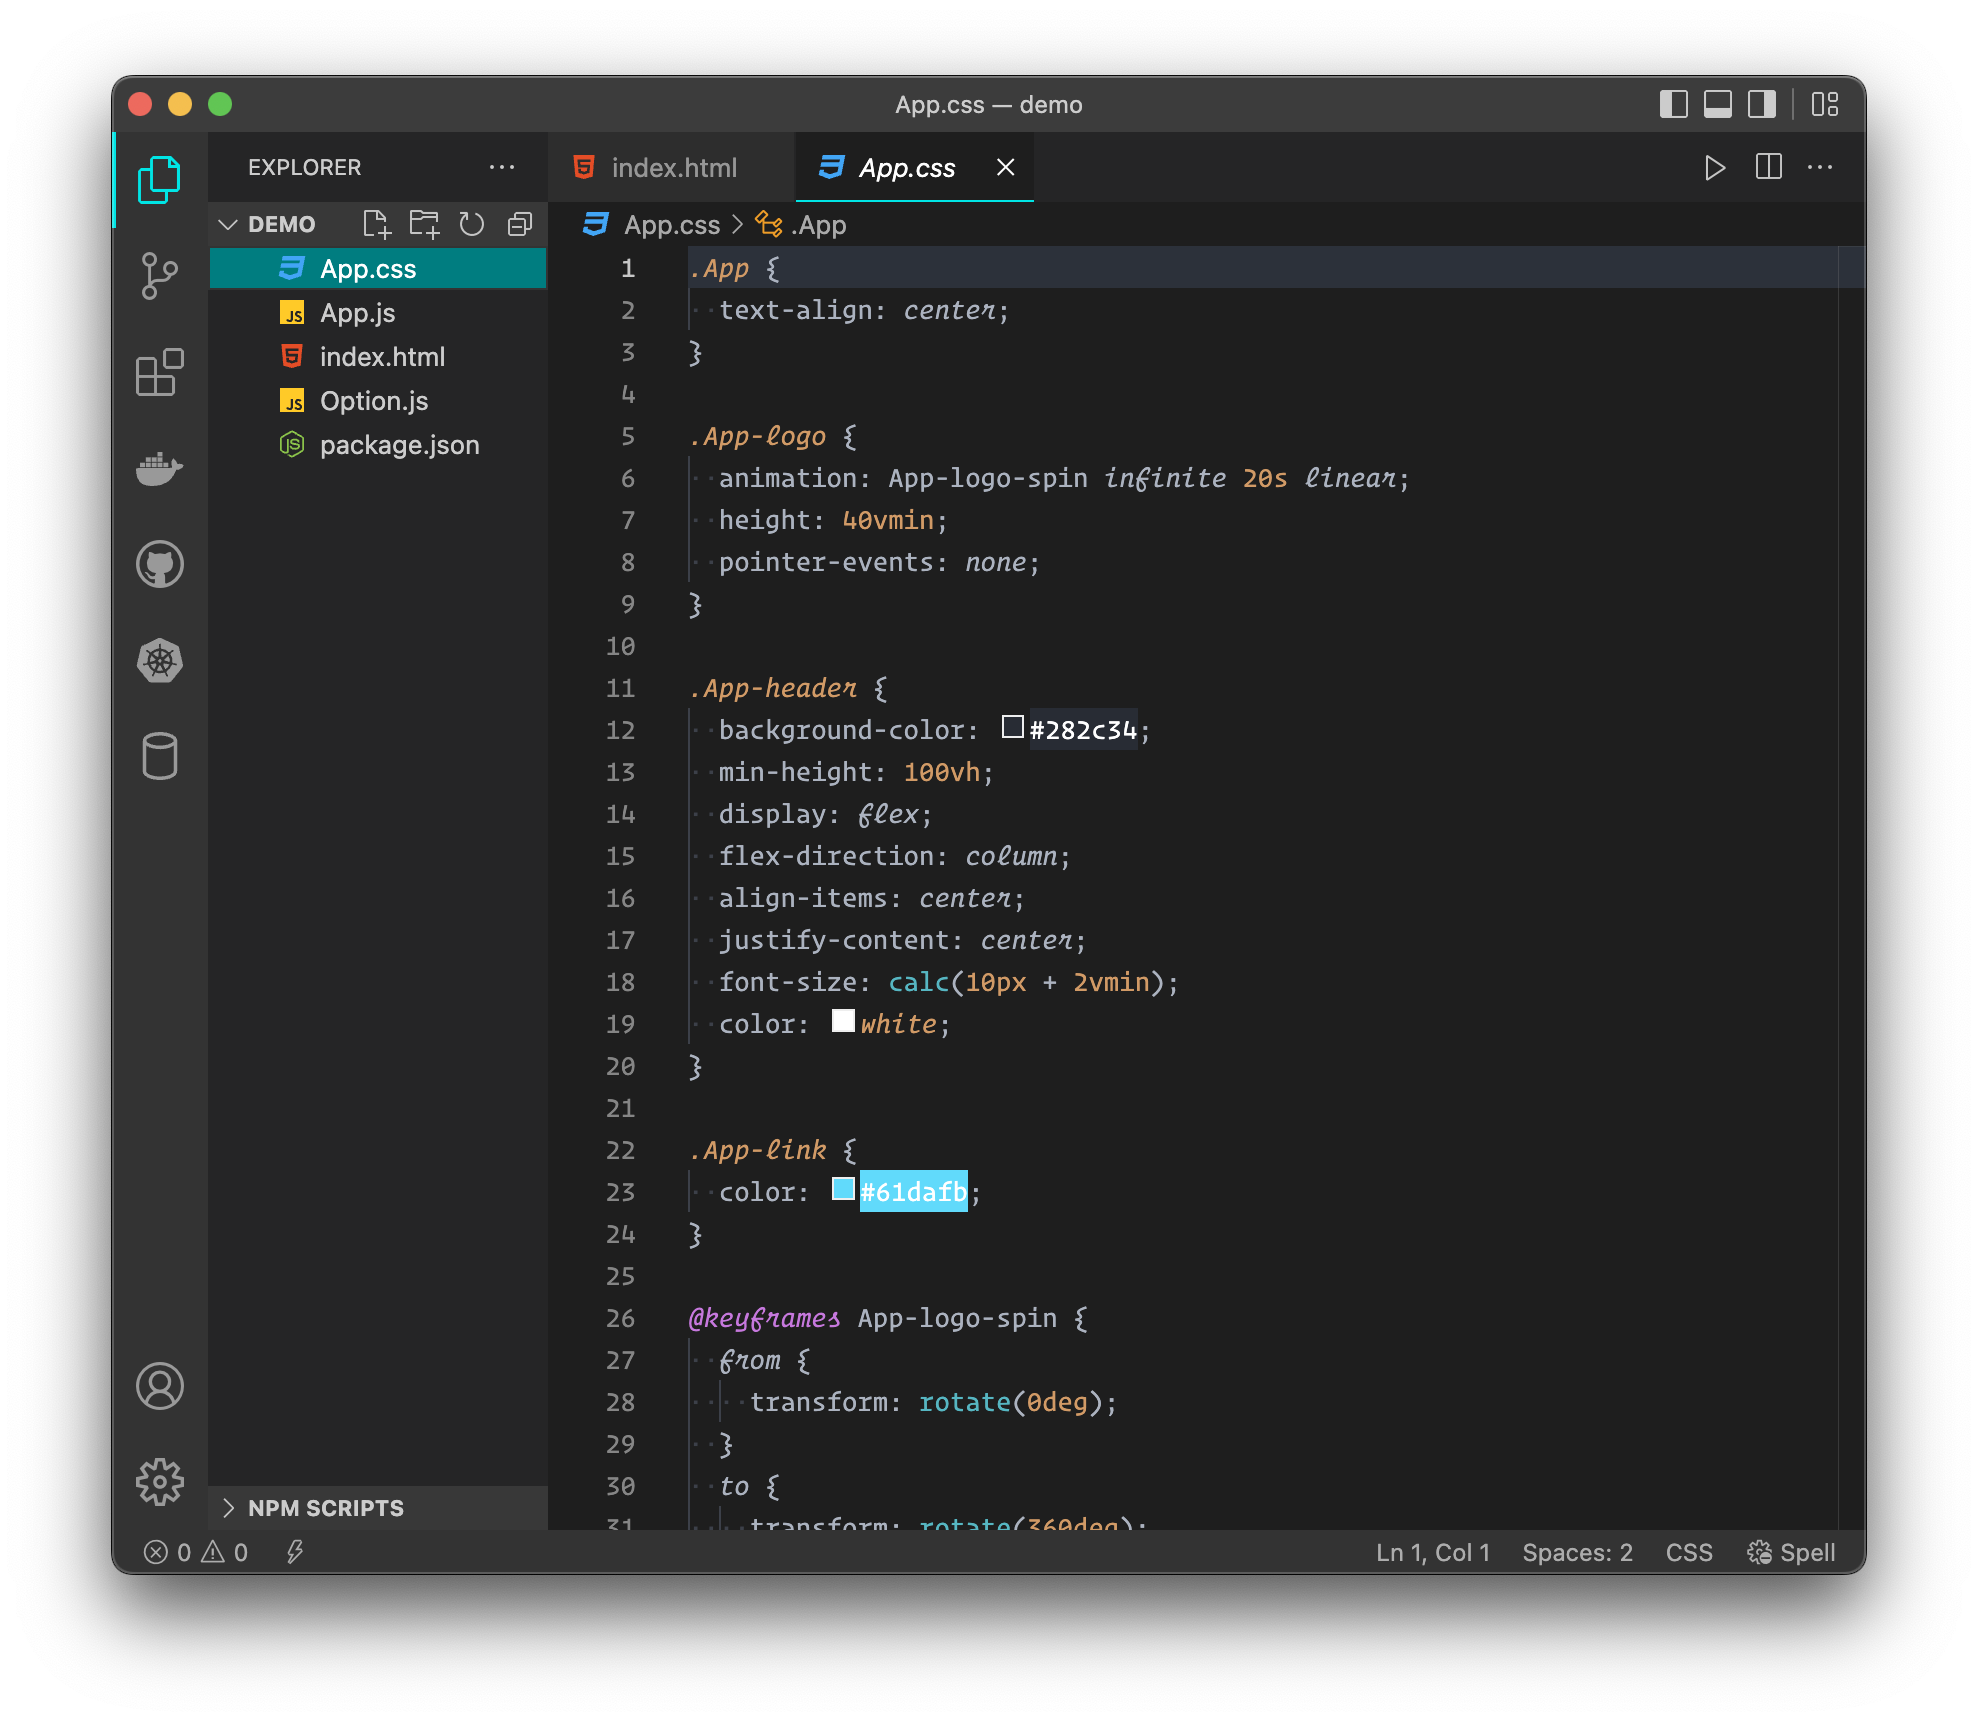 App.css — demo
EXPLORER
index.html
App.css
DEMO
App.css > .App
App.css
App.js
index.html
Option.js
package.json
NPM SCRIPTS
1 .App {
2 text-align: center;
3 }
4
5 .App-logo {
6 animation: App-logo-spin infinite 20s linear;
7 height: 40vmin;
8 pointer-events: none;
9 }
10
11 .App-header {
12 background-color: #282c34;
13 min-height: 100vh;
14 display: flex;
15 flex-direction: column;
16 align-items: center;
17 justify-content: center;
18 font-size: calc(10px + 2vmin);
19 color: white;
20 }
21
22 .App-link {
23 color: #61dafb;
24 }
25
26 @keyframes App-logo-spin {
27 from {
28 transform: rotate(0deg);
29 }
30 to {
31 transform: rotate(360deg);
0 0
Ln 1, Col 1 Spaces: 2 CSS Spell